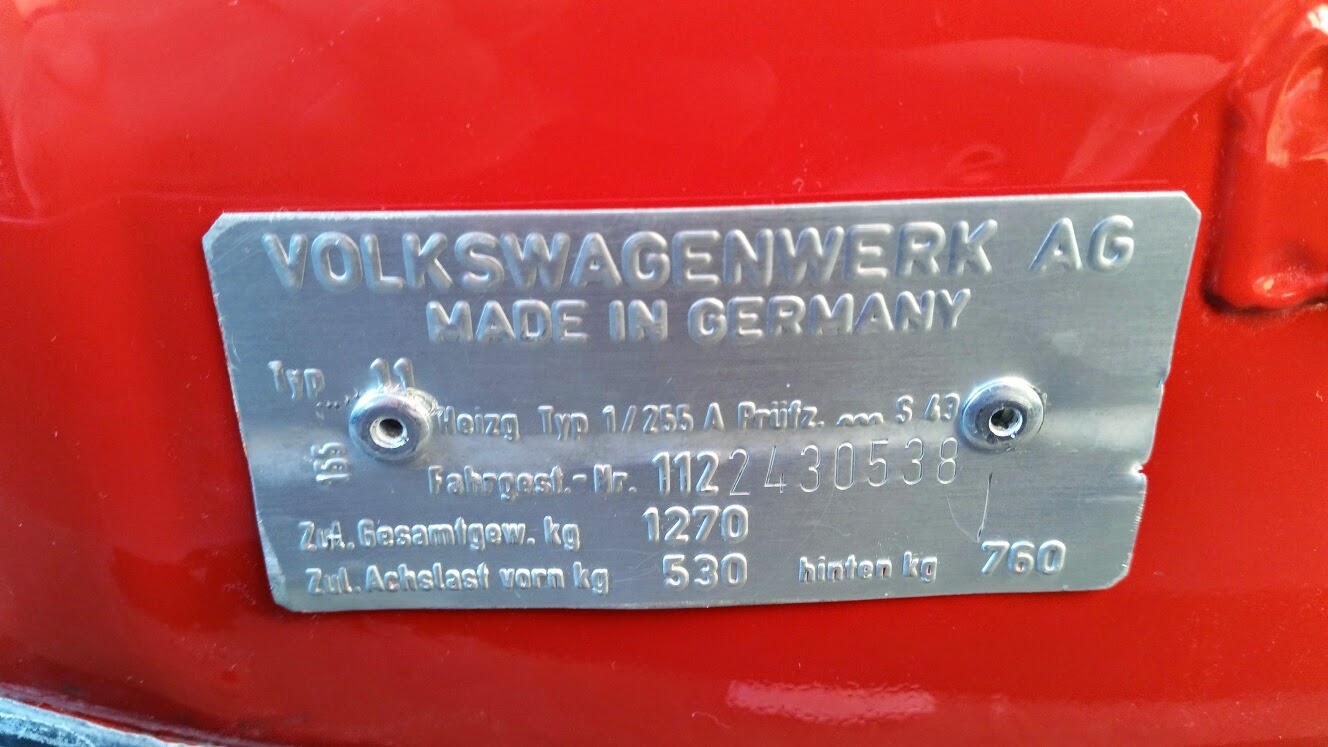 VOLKSWAGENWERK AG
MADE IN GERMANY
Typ 11
Heizg Typ 1/255 A Prüfz. ~~~ S 43
155
Fahrgest.-Nr. 1122430538
Zul. Gesamtgew. kg 1270
Zul. Achslast vorn kg 530 hinten kg 760